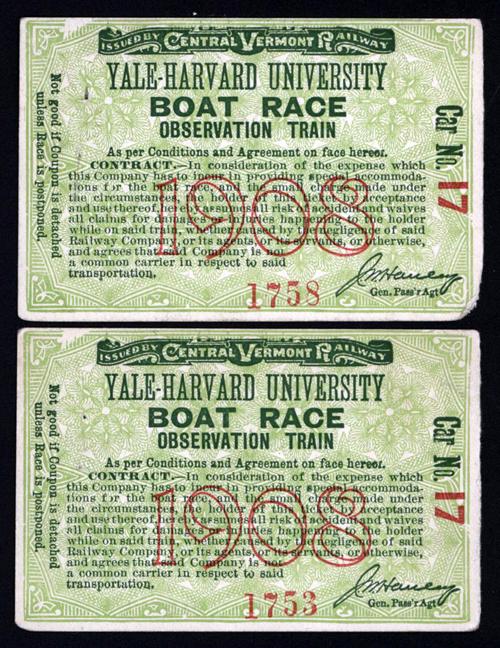 ISSUED BY CENTRAL VERMONT RAILWAY
YALE-HARVARD UNIVERSITY
BOAT RACE
OBSERVATION TRAIN
As per Conditions and Agreement on face hereof.
CONTRACT.—In consideration of the expense which
this Company has to incur in providing special accommoda-
tions for the race, and of the small charge made under
the circumstances, the holder of this ticket by acceptance
and use thereof, does assume all risk of accident and waives
all claims for damages or injuries happening to the holder
while on said train, whether caused by the negligence of said
Railway Company, or its agents, or servants, or otherwise,
and agrees that said Company is not
a common carrier in respect to said
transportation.
1908
Gen. Pass'r Agt
1758
Not good if Coupon is detached
unless Race is postponed.
Car No. 17
ISSUED BY CENTRAL VERMONT RAILWAY
YALE-HARVARD UNIVERSITY
BOAT RACE
OBSERVATION TRAIN
As per Conditions and Agreement on face hereof.
CONTRACT.—In consideration of the expense which
this Company has to incur in providing special accommoda-
tions for the race, and of the small charge made under
the circumstances, the holder of this ticket by acceptance
and use thereof, does assume all risk of accident and waives
all claims for damages or injuries happening to the holder
while on said train, whether caused by the negligence of said
Railway Company, or its agents, or servants, or otherwise,
and agrees that said Company is not
a common carrier in respect to said
transportation.
1908
Gen. Pass'r Agt
1753
Not good if Coupon is detached
unless Race is postponed.
Car No. 17